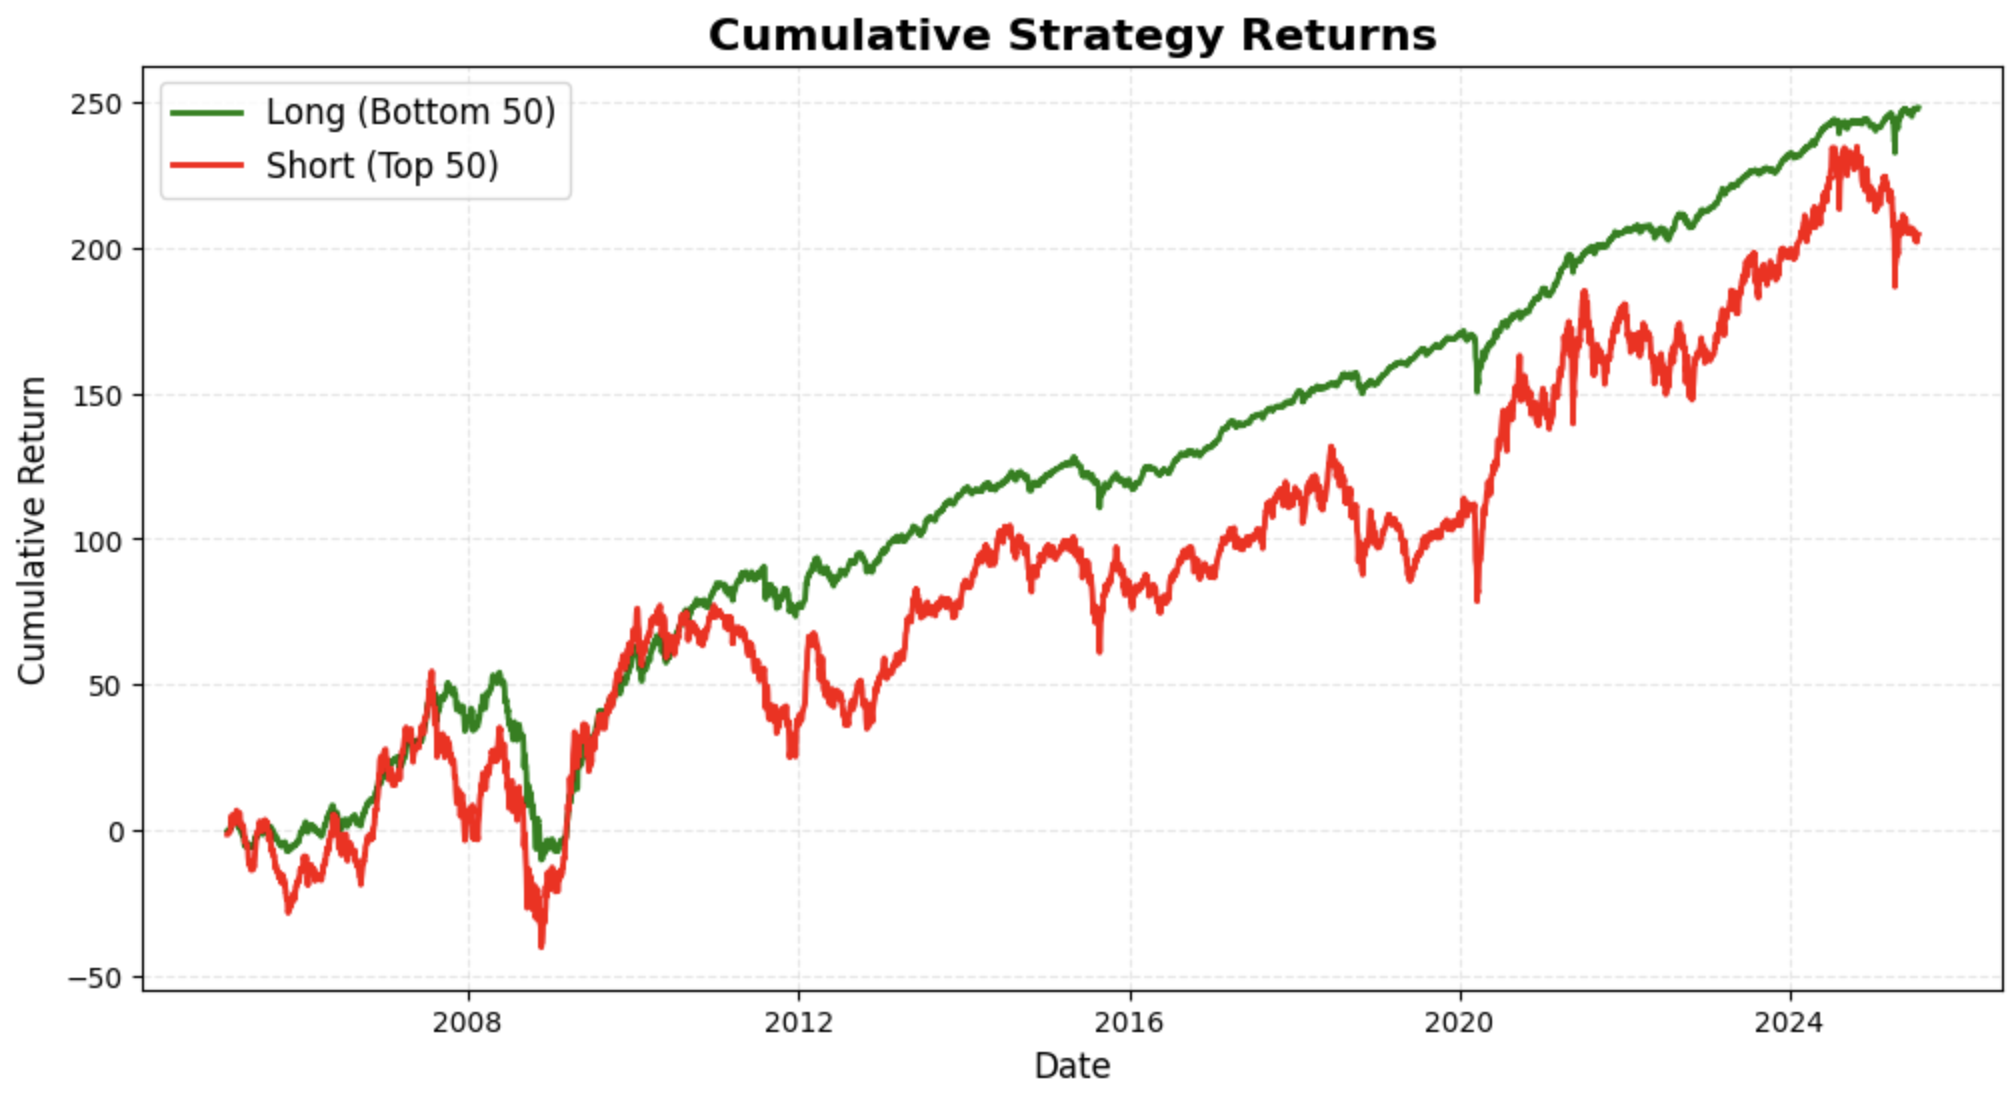 Cumulative Strategy Returns
Long (Bottom 50)
Short (Top 50)
Cumulative Return
250
200
150
100
50
0
−50
2008 2012 2016 2020 2024
Date